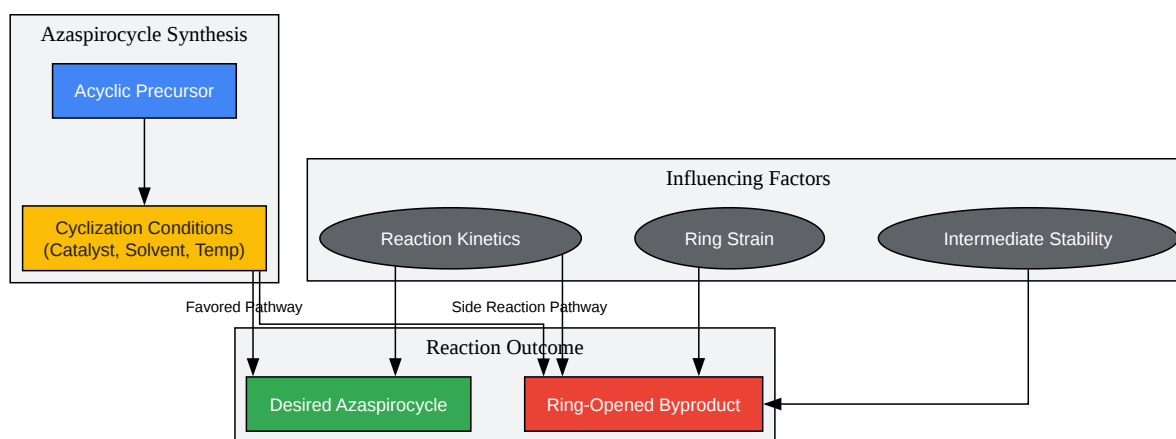 Azaspirocycle Synthesis
Acyclic Precursor
Cyclization Conditions
(Catalyst, Solvent, Temp)
Influencing Factors
Reaction Kinetics
Ring Strain
Intermediate Stability
Favored Pathway
Side Reaction Pathway
Reaction Outcome
Desired Azaspirocycle
Ring-Opened Byproduct